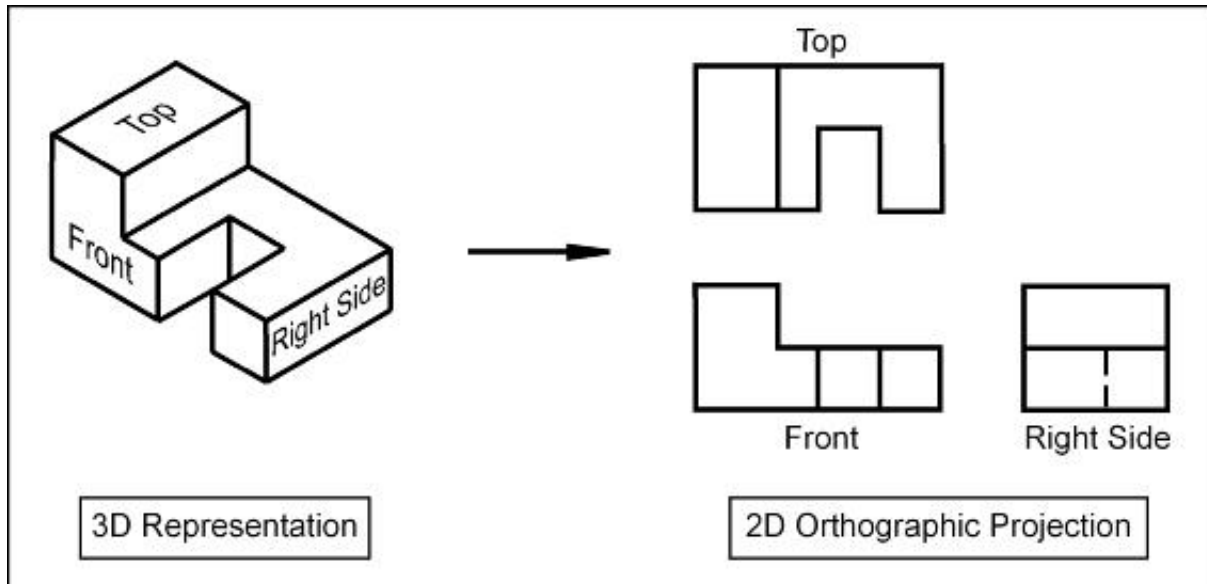 Top
Front
Right Side
Top
Front
Right Side
3D Representation
2D Orthographic Projection